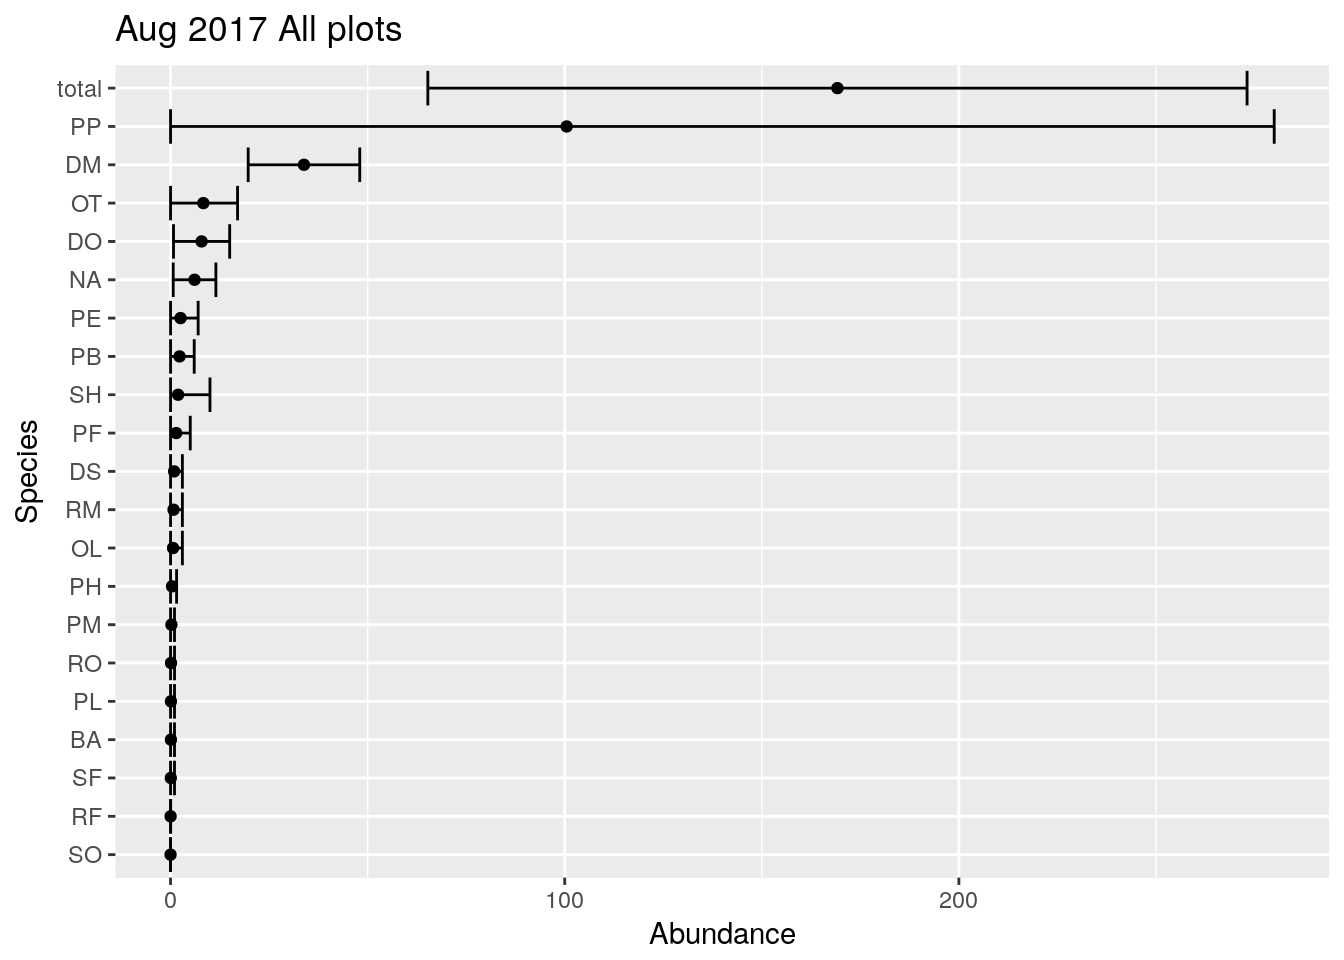 Aug 2017 All plots
total
PP
DM
OT
DO
NA
PE
PB
SH
PF
DS
RM
OL
PH
PM
RO
PL
BA
SF
RF
SO
Species
0 100 200
Abundance